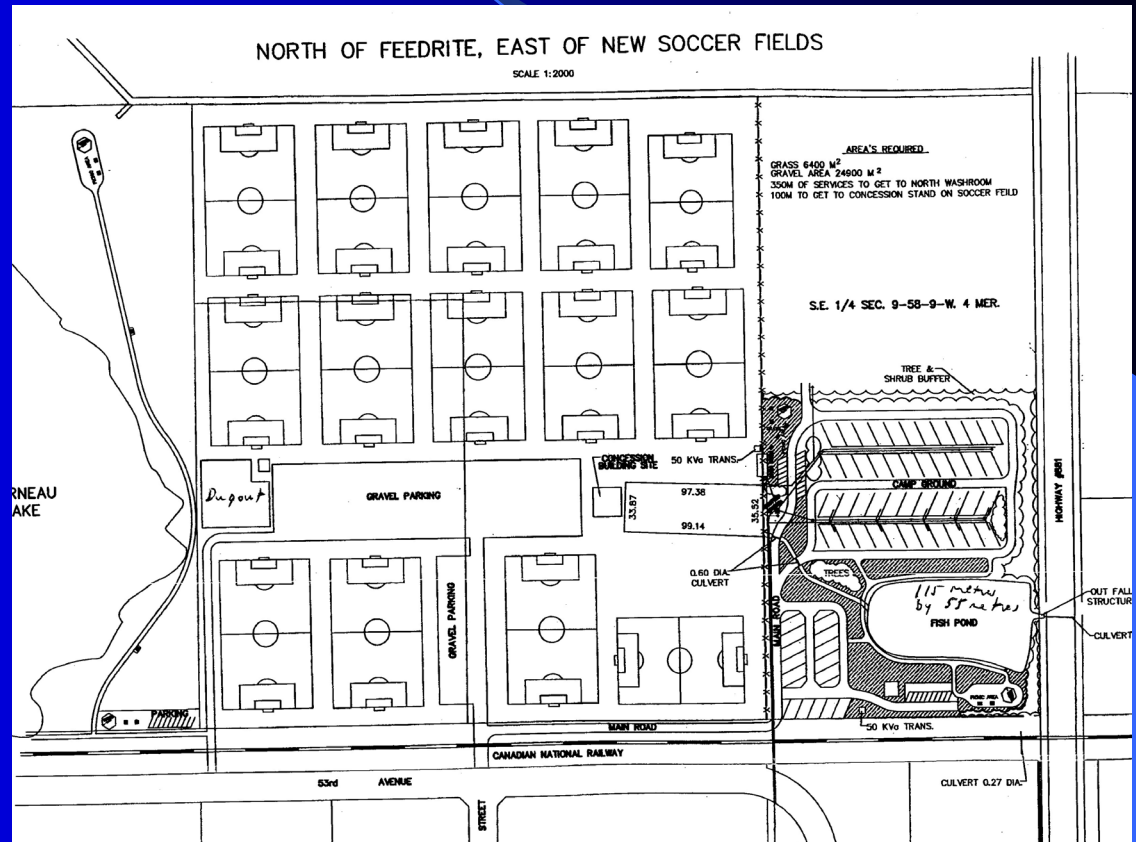 NORTH OF FEEDRITE, EAST OF NEW SOCCER FIELDS
SCALE 1:2000
AREA'S REQUIRED
GRASS 6400 M²
GRAVEL AREA 24900 M²
350M OF SERVICES TO GET TO NORTH WASHROOM
100M TO GET TO CONCESSION STAND ON SOCCER FEILD
S.E. 1/4 SEC. 9-58-9-W. 4 MER.
TREE &
SHRUB BUFFER
CONCESSION
BUILDING SITE
50 KVa TRANS.
RNEAU
AKE
Dugout
GRAVEL PARKING
33.87
97.38
99.14
35.52
CAMP GROUND
HIGHWAY #881
0.60 DIA.
CULVERT
TREES
115 metres
by 55 metres
FISH POND
OUT FALL
STRUCTUR
CULVERT
GRAVEL PARKING
MAIN ROAD
PICNIC AREA
PARKING
MAIN ROAD
50 KVa TRANS.
CANADIAN NATIONAL RAILWAY
53rd AVENUE
CULVERT 0.27 DIA.
STREET